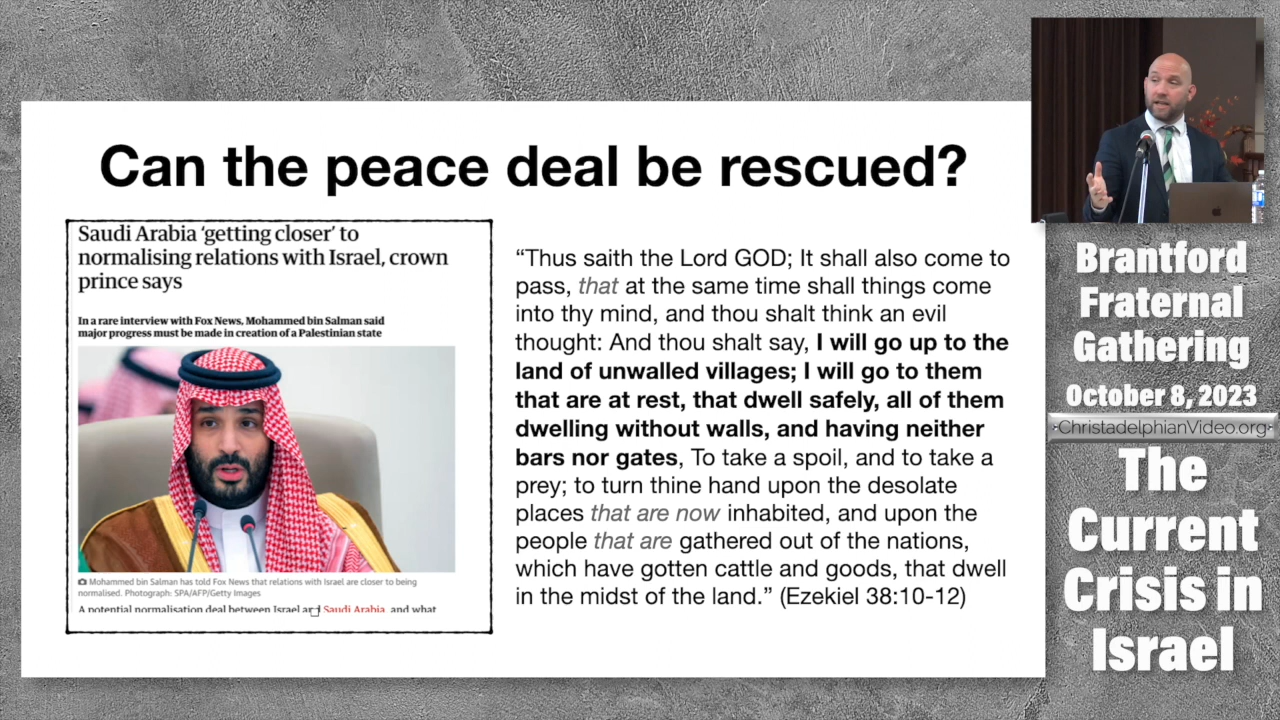 Can the peace deal be rescued?
Saudi Arabia ‘getting closer’ to
normalising relations with Israel, crown
prince says
In a rare interview with Fox News, Mohammed bin Salman said
major progress must be made in creation of a Palestinian state
Mohammed bin Salman has told Fox News that relations with Israel are closer to being
normalised. Photograph: SPA/AFP/Getty Images
A potential normalisation deal between Israel and Saudi Arabia, and what
“Thus saith the Lord GOD; It shall also come to
pass, that at the same time shall things come
into thy mind, and thou shalt think an evil
thought: And thou shalt say, I will go up to the
land of unwalled villages; I will go to them
that are at rest, that dwell safely, all of them
dwelling without walls, and having neither
bars nor gates, To take a spoil, and to take a
prey; to turn thine hand upon the desolate
places that are now inhabited, and upon the
people that are gathered out of the nations,
which have gotten cattle and goods, that dwell
in the midst of the land.” (Ezekiel 38:10-12)
Brantford
Fraternal
Gathering
October 8, 2023
ChristadelphianVideo.org
The
Current
Crisis in
Israel